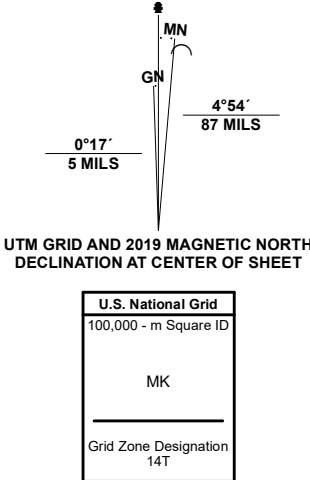 MN
GN
4°54´
87 MILS
0°17´
5 MILS
UTM GRID AND 2019 MAGNETIC NORTH
DECLINATION AT CENTER OF SHEET
U.S. National Grid
100,000 - m Square ID
MK
Grid Zone Designation
14T